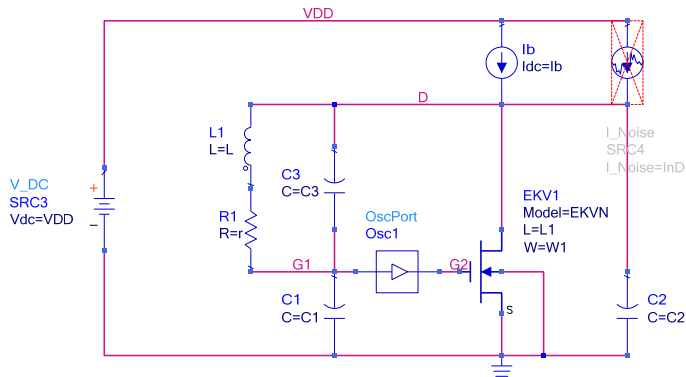 VDD
Ib
Idc=Ib
D
L1
L=L
I_Noise
SRC4
I_Noise=InD
C3
C=C3
V_DC
SRC3
Vdc=VDD
+
−
R1
R=r
OscPort
Osc1
EKV1
Model=EKVN
L=L1
W=W1
G1
G2
C1
C=C1
S
C2
C=C2